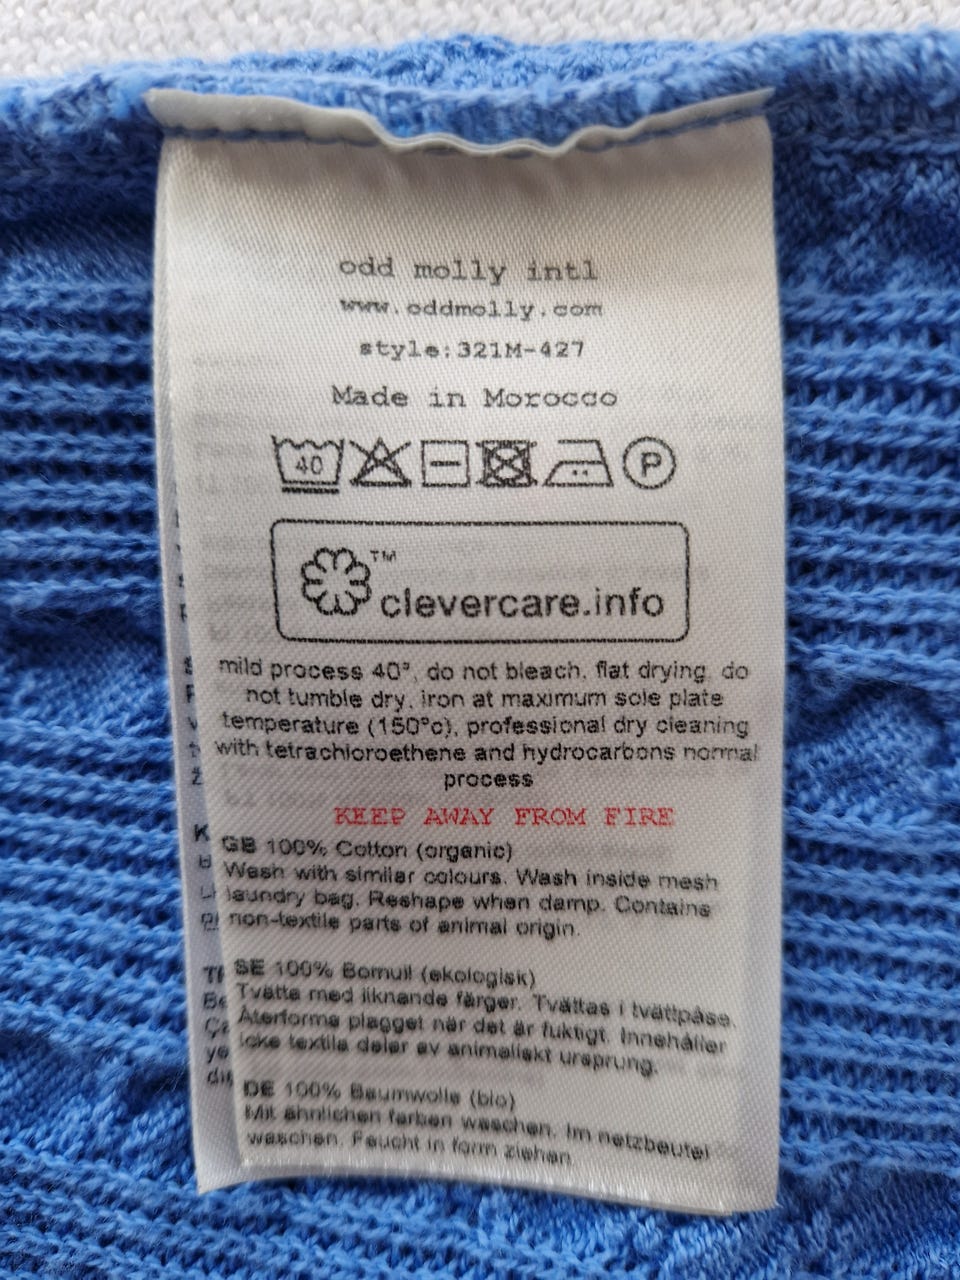 odd molly intl
www.oddmolly.com
style:321M-427
Made in Morocco
40
P
™
clevercare.info
mild process 40°, do not bleach, flat drying, do
not tumble dry, iron at maximum sole plate
temperature (150°c), professional dry cleaning
with tetrachloroethene and hydrocarbons normal
process
KEEP AWAY FROM FIRE
GB 100% Cotton (organic)
Wash with similar colours. Wash inside mesh
laundry bag. Reshape when damp. Contains
non-textile parts of animal origin.
SE 100% Bomull (ekologisk)
Tvätta med liknande färger. Tvättas i tvättpåse.
Återforma plagget när det är fuktigt. Innehåller
icke textila delar av animaliskt ursprung.
DE 100% Baumwolle (bio)
Mit ähnlichen farben waschen. Im netzbeutel
waschen. Feucht in form ziehen.